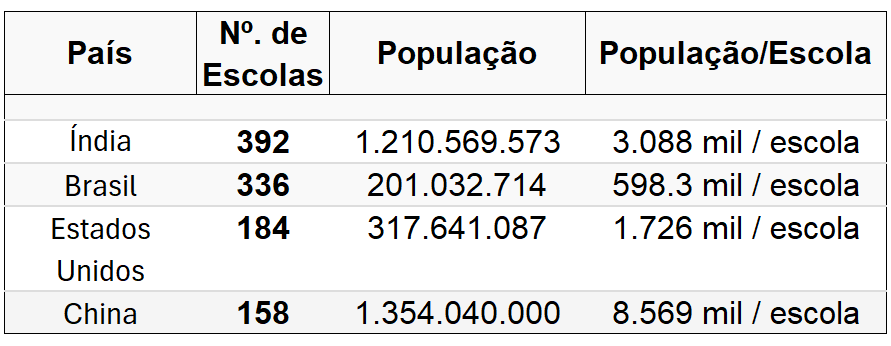 País Nº. de Escolas População População/Escola
Índia 392 1.210.569.573 3.088 mil / escola
Brasil 336 201.032.714 598.3 mil / escola
Estados Unidos 184 317.641.087 1.726 mil / escola
China 158 1.354.040.000 8.569 mil / escola